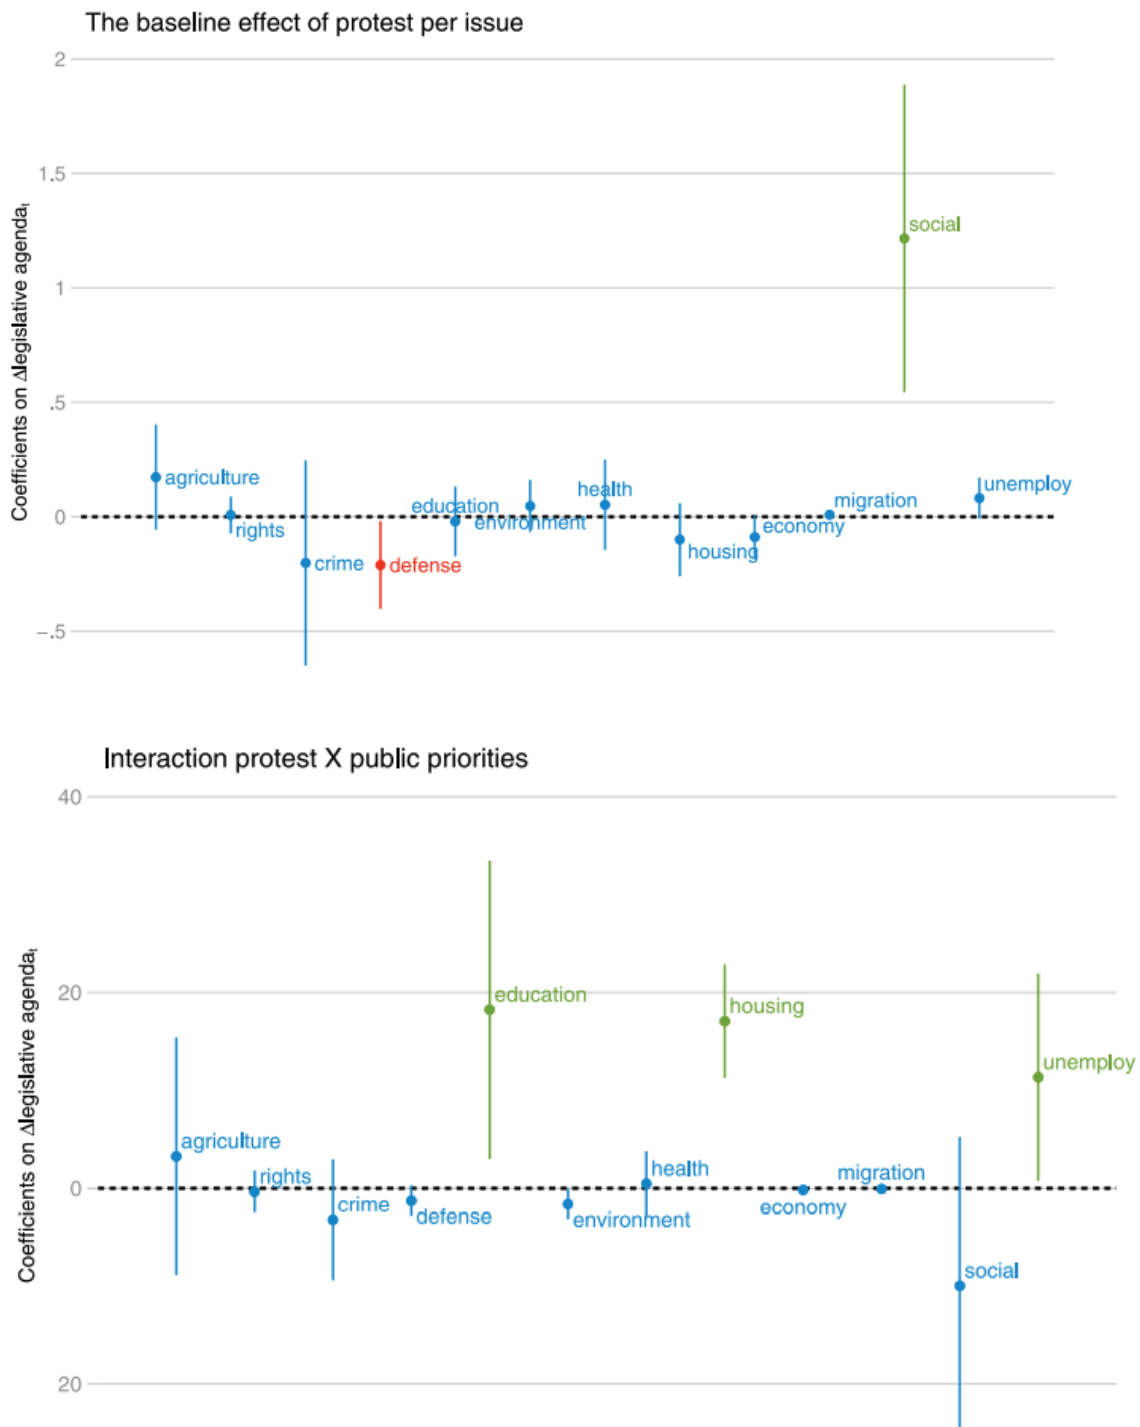 The baseline effect of protest per issue
2
1.5
1
.5
0
−.5
Coefficients on Δlegislative agendaₜ
social
agriculture
rights
crime
defense
education
environment
health
housing
economy
migration
unemploy
Interaction protest X public priorities
40
20
0
20
Coefficients on Δlegislative agendaₜ
education
housing
unemploy
agriculture
rights
crime
defense
environment
health
economy
migration
social